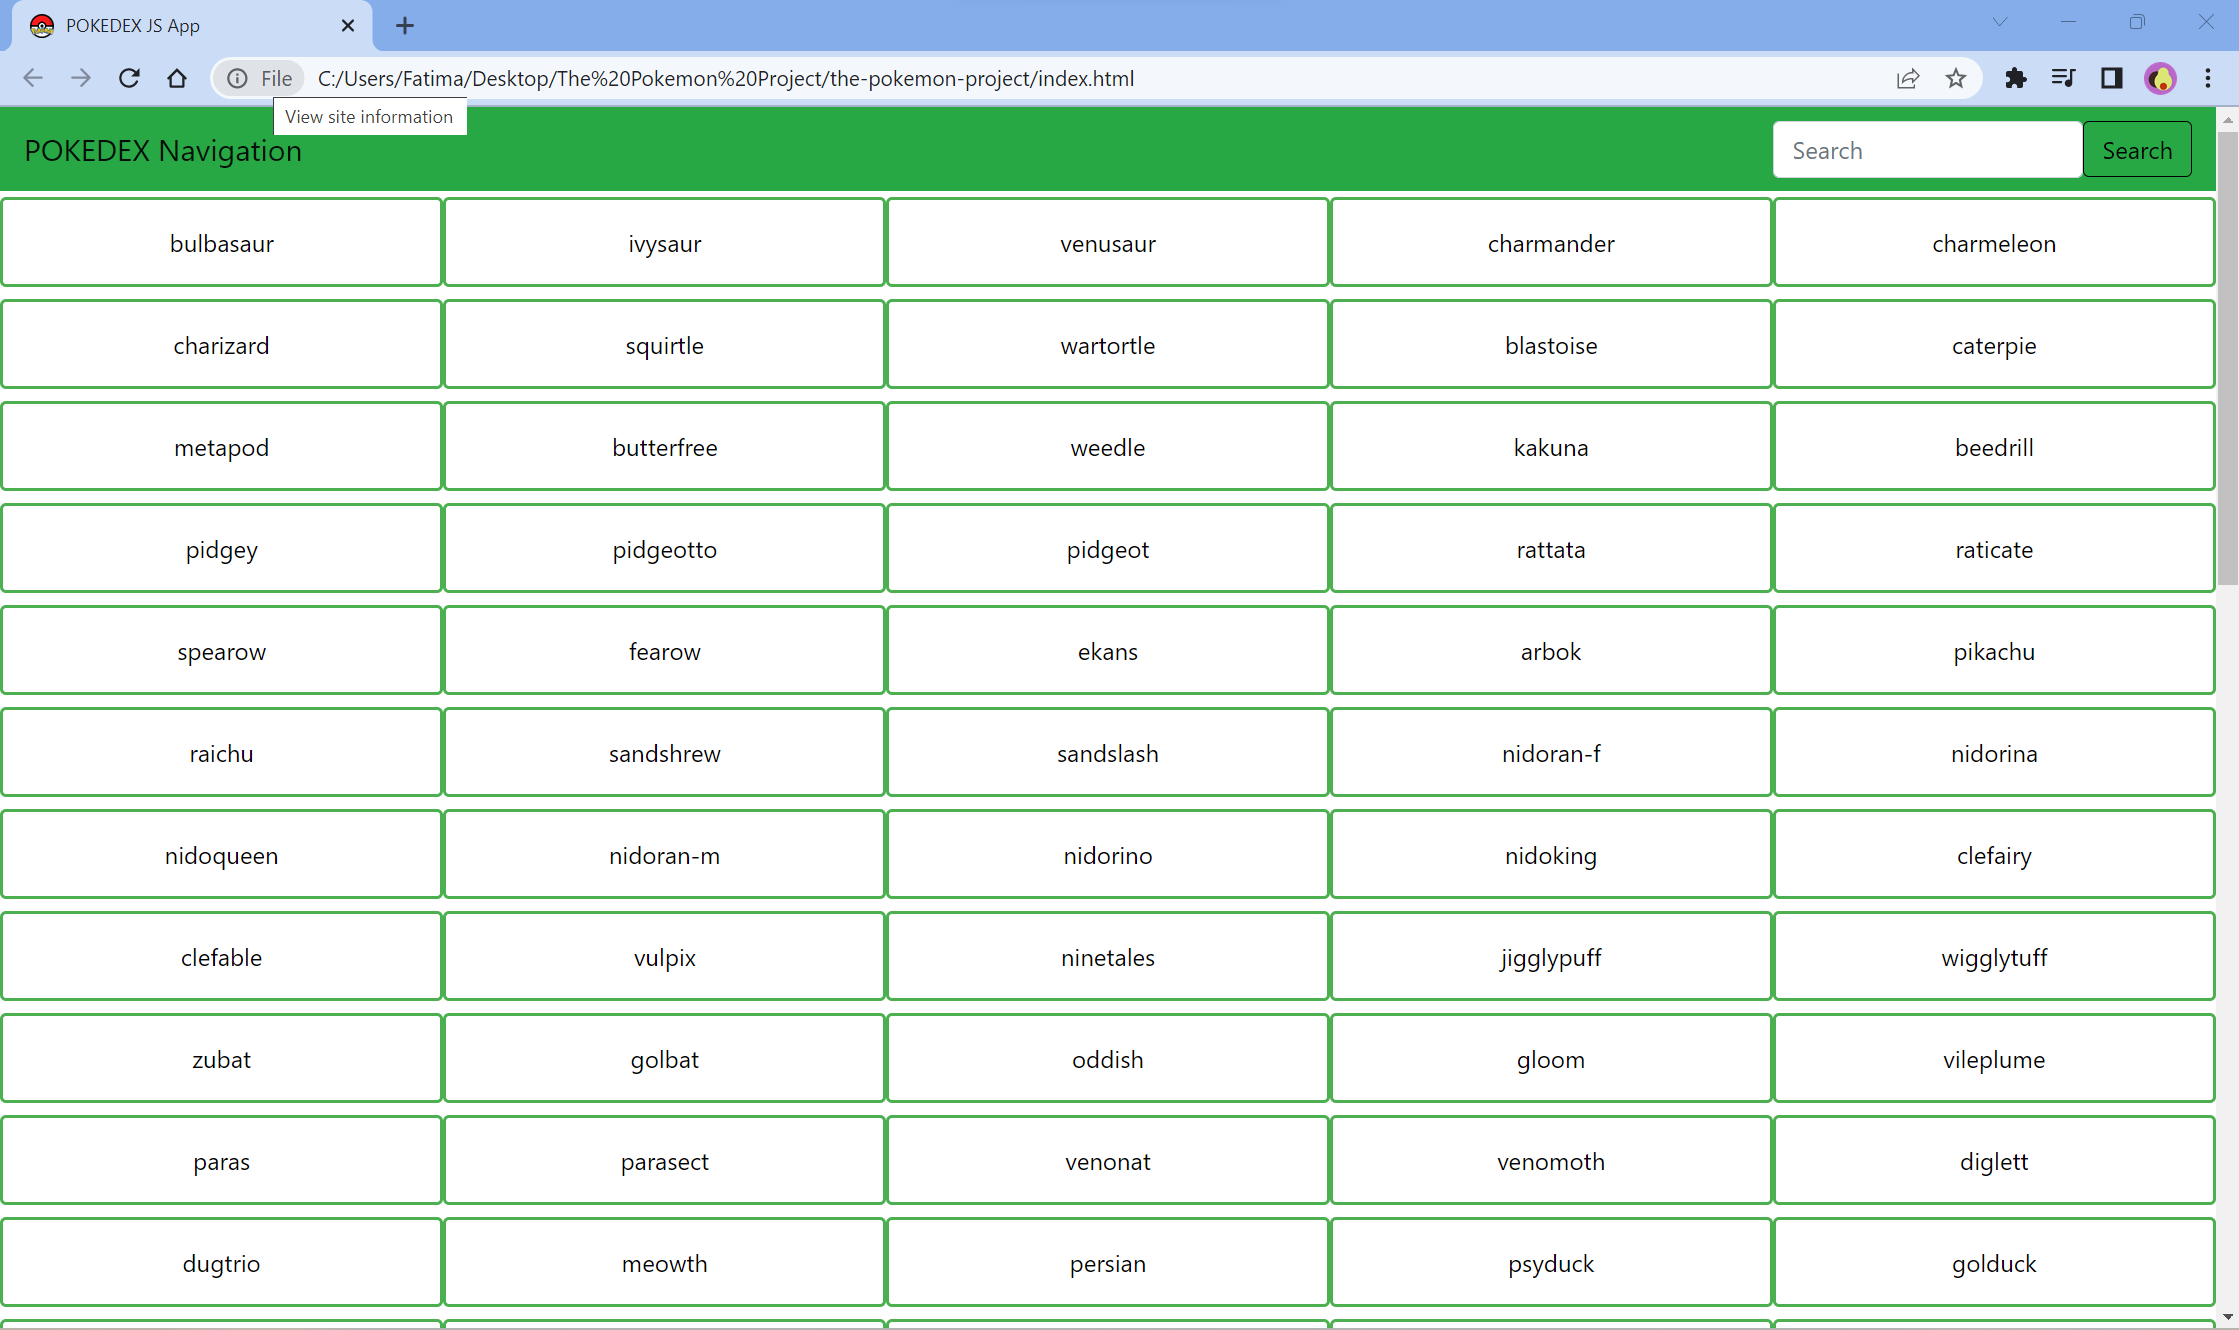 POKEDEX JS App
File C:/Users/Fatima/Desktop/The%20Pokemon%20Project/the-pokemon-project/index.html
View site information
POKEDEX Navigation Search Search
bulbasaur ivysaur venusaur charmander charmeleon
charizard squirtle wartortle blastoise caterpie
metapod butterfree weedle kakuna beedrill
pidgey pidgeotto pidgeot rattata raticate
spearow fearow ekans arbok pikachu
raichu sandshrew sandslash nidoran-f nidorina
nidoqueen nidoran-m nidorino nidoking clefairy
clefable vulpix ninetales jigglypuff wigglytuff
zubat golbat oddish gloom vileplume
paras parasect venonat venomoth diglett
dugtrio meowth persian psyduck golduck